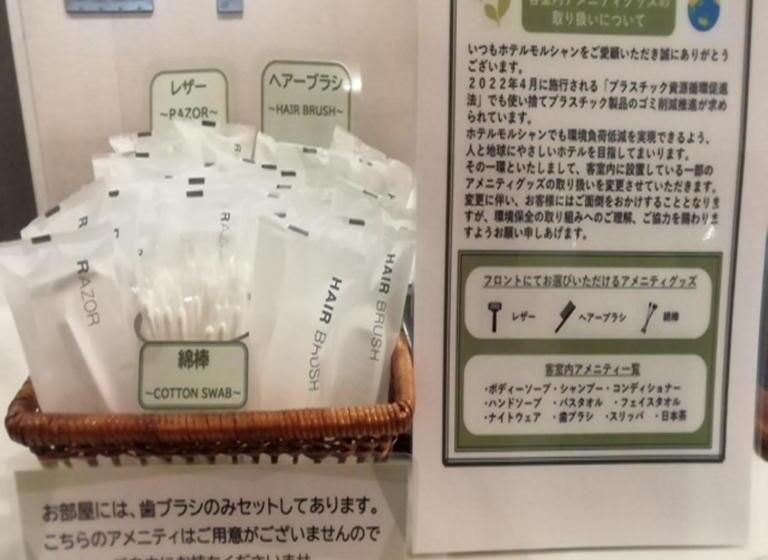 レザー
~RAZOR~
ヘアーブラシ
~HAIR BRUSH~
RAZOR
RAZ
HAIR BRUSH
HAIR BRUSH
綿棒
~COTTON SWAB~
お部屋には、歯ブラシのみセットしてあります。
こちらのアメニティはご用意がございませんので
客室内アメニティグッズの
取り扱いについて
いつもホテルモルシャンをご愛顧いただき誠にありがとう
ございます。
2022年4月に施行される「プラスチック資源循環促進
法」でも使い捨てプラスチック製品のゴミ削減推進が求め
られています。
ホテルモルシャンでも環境負荷低減を実現できるよう、
人と地球にやさしいホテルを目指してまいります。
その一環といたしまして、客室内に設置している一部の
アメニティグッズの取り扱いを変更させていただきます。
変更に伴い、お客様にはご面倒をおかけすることとなりま
すが、環境保全の取り組みへのご理解、ご協力を賜わりま
すようお願い申しあげます。
フロントにてお選びいただけるアメニティグッズ
レザー ヘアーブラシ 綿棒
客室内アメニティ一覧
・ボディーソープ・シャンプー・コンディショナー
・ハンドソープ ・バスタオル ・フェイスタオル
・ナイトウェア ・歯ブラシ ・スリッパ ・日本茶